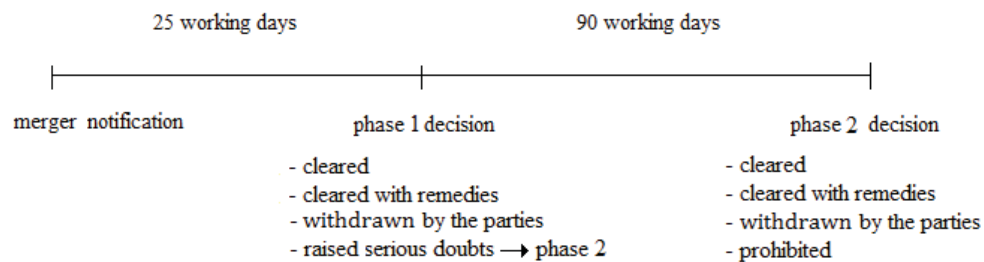 25 working days
90 working days
merger notification
phase 1 decision
phase 2 decision
- cleared
- cleared with remedies
- withdrawn by the parties
- raised serious doubts → phase 2
- cleared
- cleared with remedies
- withdrawn by the parties
- prohibited